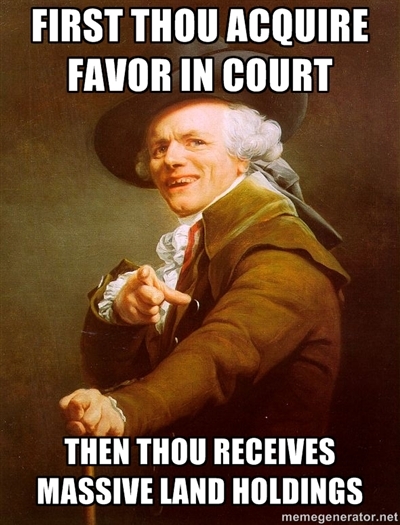 FIRST THOU ACQUIRE
FAVOR IN COURT
THEN THOU RECEIVES
MASSIVE LAND HOLDINGS
memegenerator.net